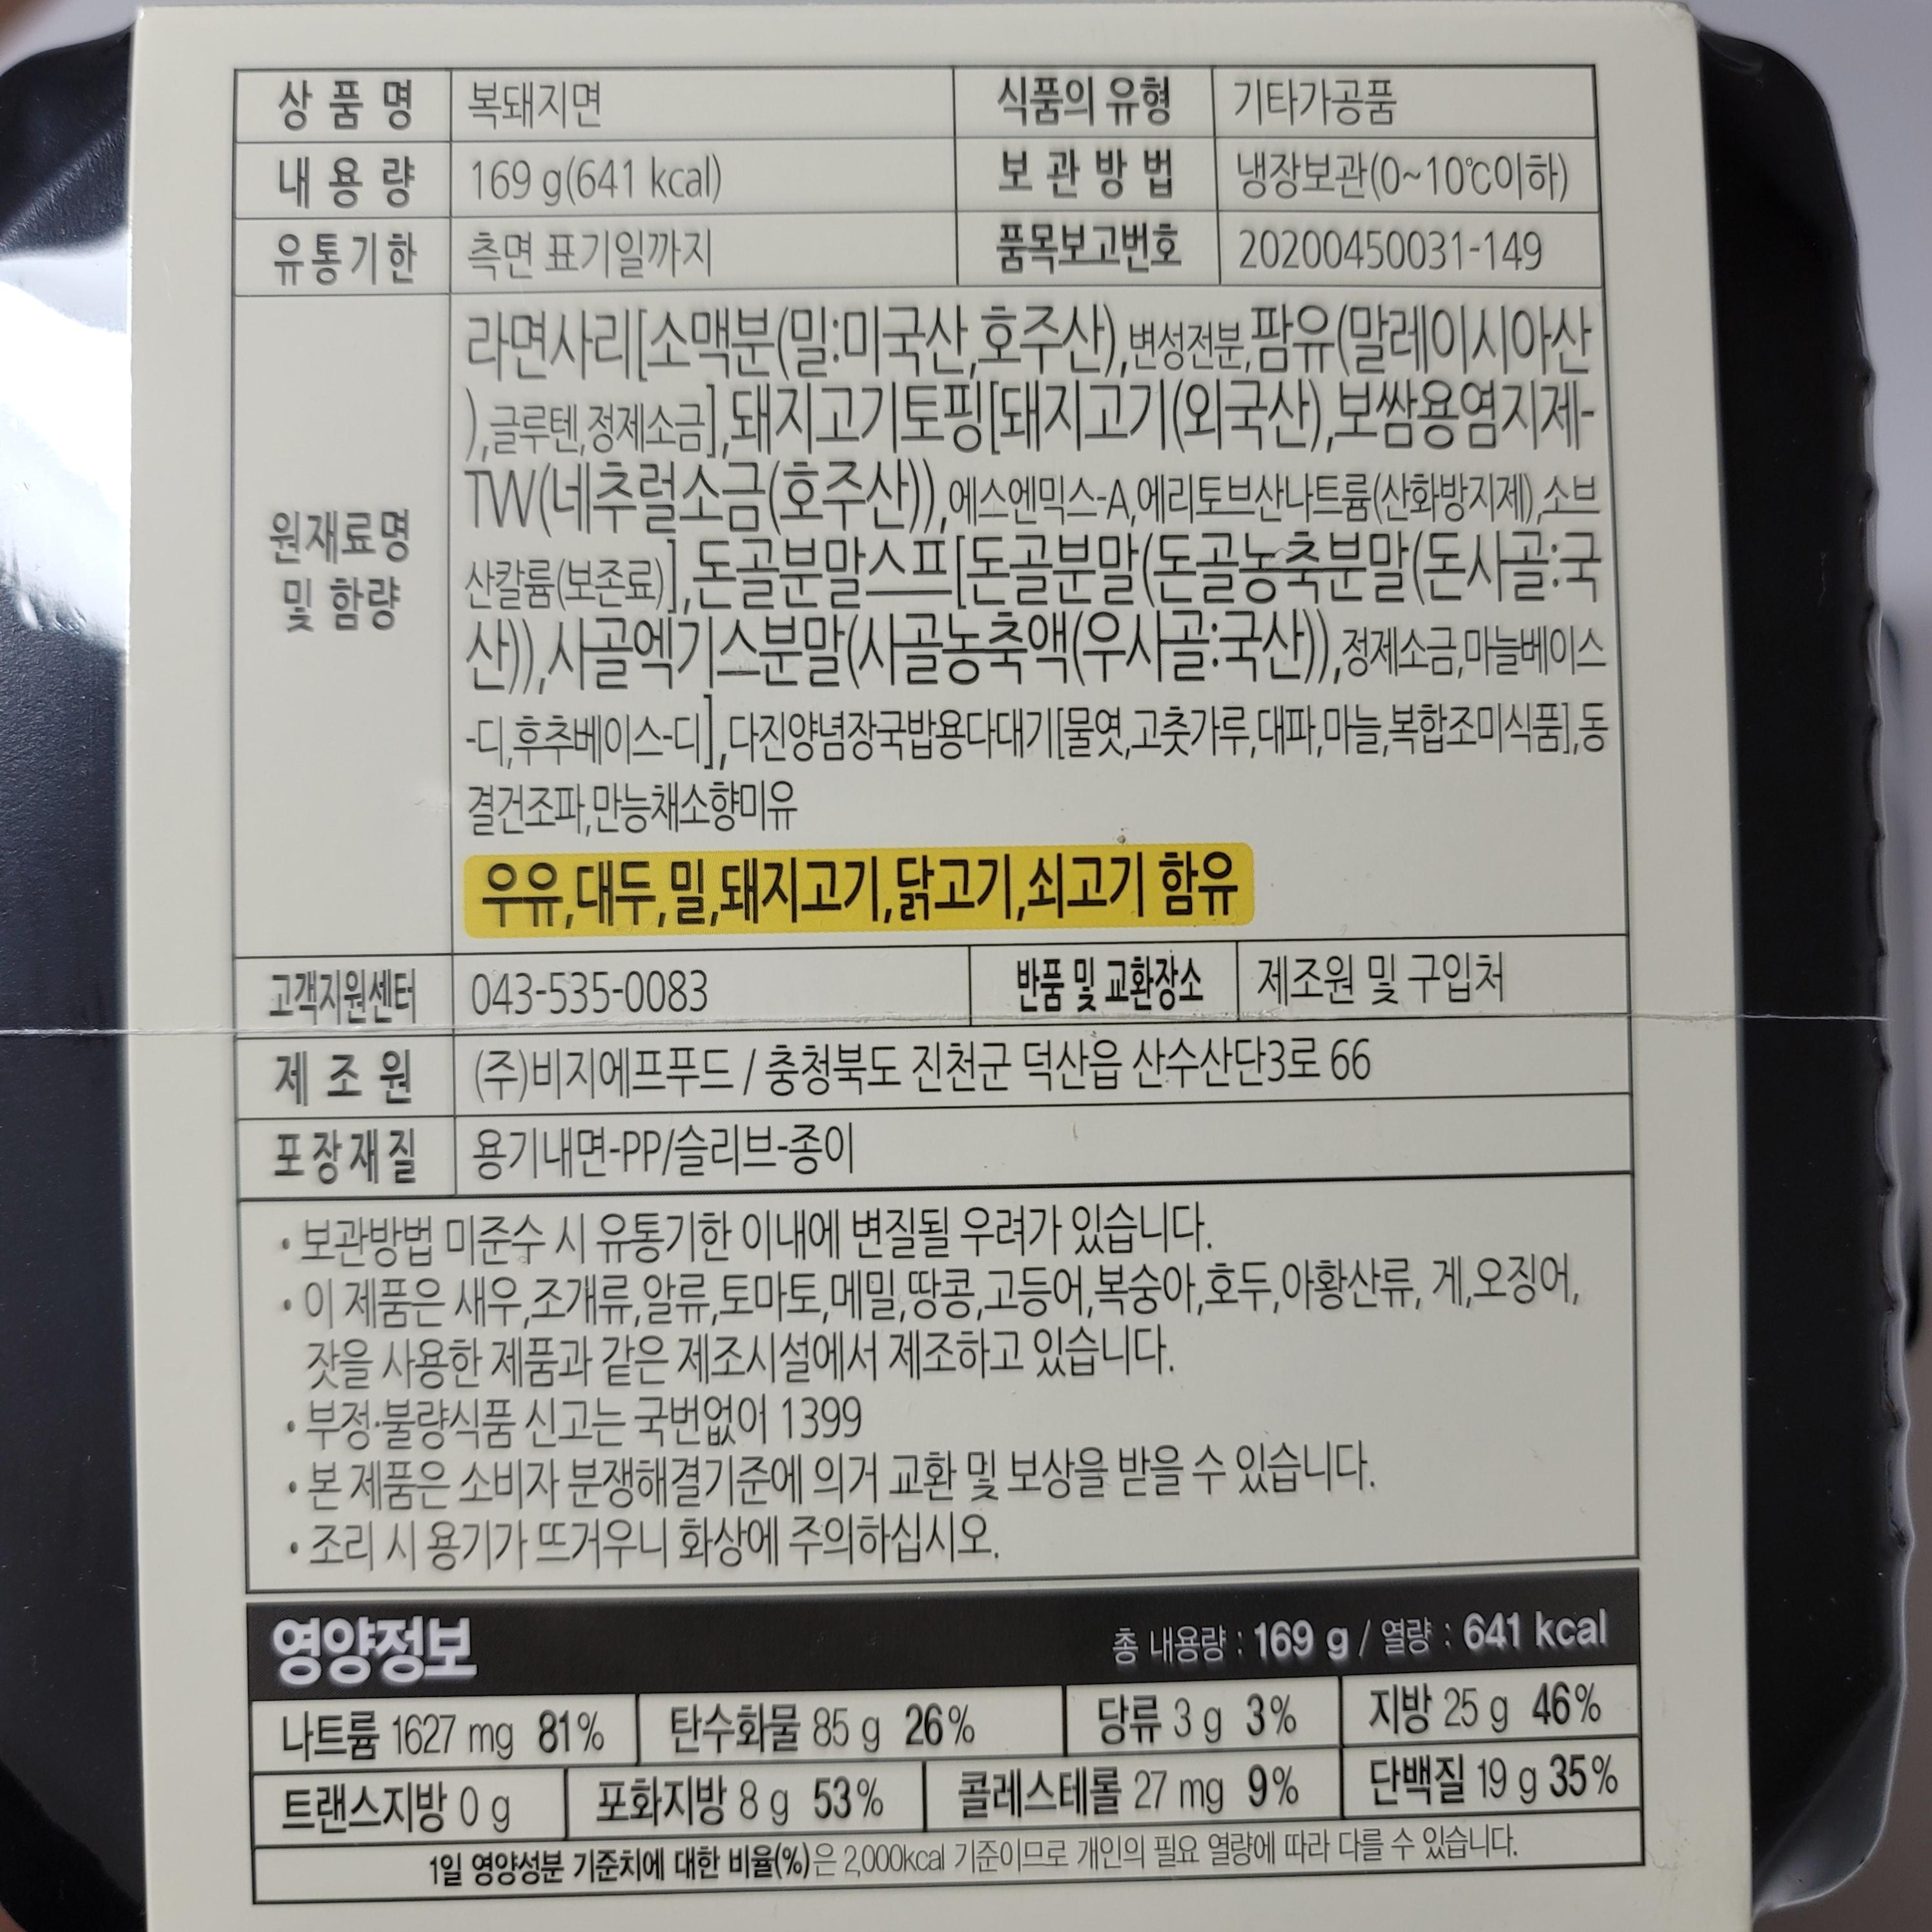 상품명 복돼지면 식품의 유형 기타가공품
내용량 169 g(641 kcal) 보관방법 냉장보관(0~10℃이하)
유통기한 측면 표기일까지 품목보고번호 20200450031-149
원재료명 및 함량
라면사리[소맥분(밀:미국산,호주산),변성전분,팜유(말레이시아산
),글루텐,정제소금],돼지고기토핑[돼지고기(외국산),보쌈용염지제-
TW(네추럴소금(호주산)),에스엔믹스-A,에리토브산나트륨(산화방지제),소브
산칼륨(보존료)],돈골분말스프[돈골분말(돈골농축분말(돈사골:국
산)),사골엑기스분말(사골농축액(우사골:국산)),정제소금,마늘베이스
-디,후추베이스-디],다진양념장국밥용다대기[물엿,고춧가루,대파,마늘,복합조미식품],동
결건조파,만능채소향미유
우유,대두,밀,돼지고기,닭고기,쇠고기 함유
고객지원센터 043-535-0083 반품 및 교환장소 제조원 및 구입처
제조원 (주)비지에프푸드 / 충청북도 진천군 덕산읍 산수산단3로 66
포장재질 용기내면-PP/슬리브-종이
• 보관방법 미준수 시 유통기한 이내에 변질될 우려가 있습니다.
• 이 제품은 새우,조개류,알류,토마토,메밀,땅콩,고등어,복숭아,호두,아황산류, 게,오징어,
잣을 사용한 제품과 같은 제조시설에서 제조하고 있습니다.
• 부정·불량식품 신고는 국번없어 1399
• 본 제품은 소비자 분쟁해결기준에 의거 교환 및 보상을 받을 수 있습니다.
• 조리 시 용기가 뜨거우니 화상에 주의하십시오.
영양정보 총 내용량 : 169 g / 열량 : 641 kcal
나트륨 1627 mg 81% 탄수화물 85 g 26% 당류 3 g 3% 지방 25 g 46%
트랜스지방 0 g 포화지방 8 g 53% 콜레스테롤 27 mg 9% 단백질 19 g 35%
1일 영양성분 기준치에 대한 비율(%)은 2,000kcal 기준이므로 개인의 필요 열량에 따라 다를 수 있습니다.